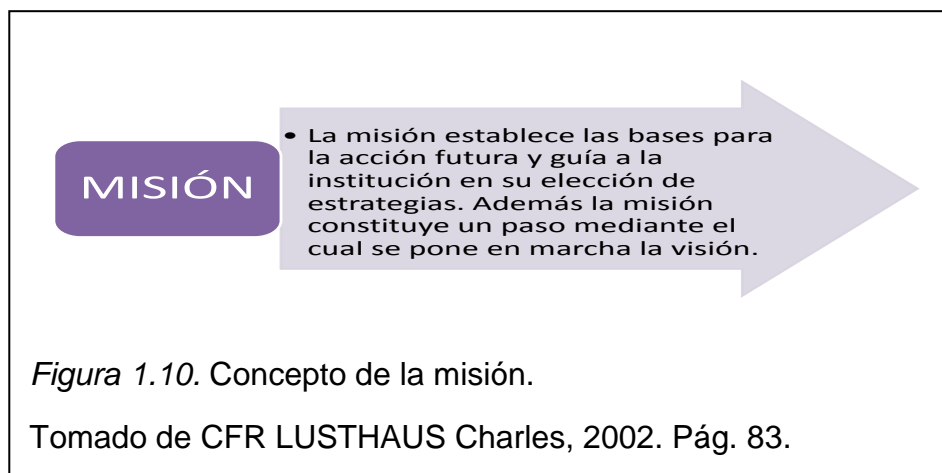 MISIÓN
• La misión establece las bases para
la acción futura y guía a la
institución en su elección de
estrategias. Además la misión
constituye un paso mediante el
cual se pone en marcha la visión.
Figura 1.10. Concepto de la misión.
Tomado de CFR LUSTHAUS Charles, 2002. Pág. 83.